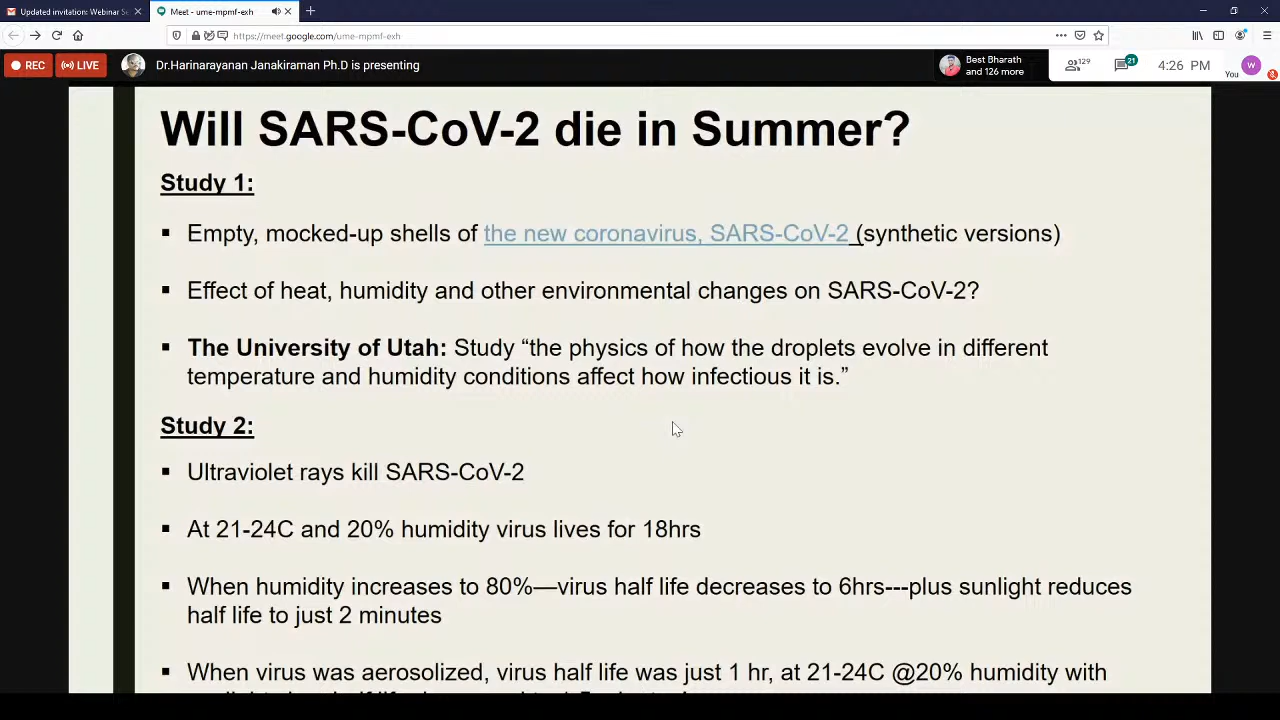 Updated invitation: Webinar Se
Meet - ume-mpmf-exh
https://meet.google.com/ume-mpmf-exh
REC
LIVE
Dr.Harinarayanan Janakiraman Ph.D is presenting
Best Bharath
and 126 more
129
21
4:26 PM
You
W
Will SARS-CoV-2 die in Summer?
Study 1:
▪ Empty, mocked-up shells of the new coronavirus, SARS-CoV-2 (synthetic versions)
▪ Effect of heat, humidity and other environmental changes on SARS-CoV-2?
▪ The University of Utah: Study “the physics of how the droplets evolve in different
temperature and humidity conditions affect how infectious it is.”
Study 2:
▪ Ultraviolet rays kill SARS-CoV-2
▪ At 21-24C and 20% humidity virus lives for 18hrs
▪ When humidity increases to 80%—virus half life decreases to 6hrs---plus sunlight reduces
half life to just 2 minutes
▪ When virus was aerosolized, virus half life was just 1 hr, at 21-24C @20% humidity with